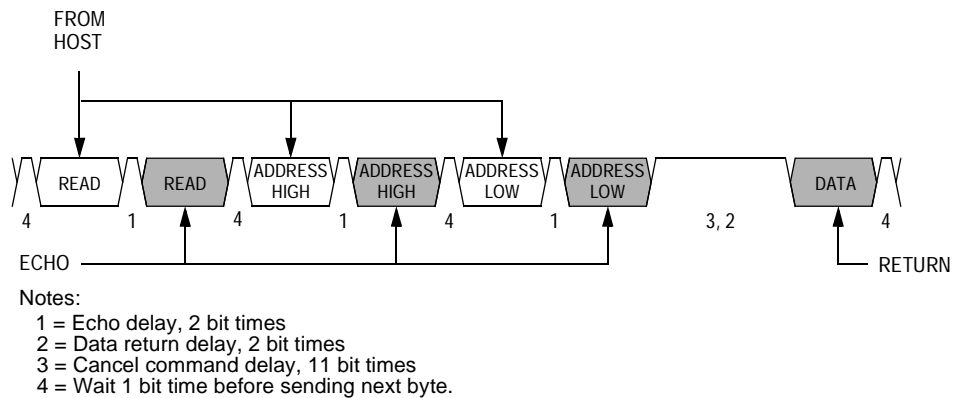 FROM
HOST
READ
READ
ADDRESS
HIGH
ADDRESS
HIGH
ADDRESS
LOW
ADDRESS
LOW
DATA
4 1 4 1 4 1 3, 2 4
ECHO
RETURN
Notes:
1 = Echo delay, 2 bit times
2 = Data return delay, 2 bit times
3 = Cancel command delay, 11 bit times
4 = Wait 1 bit time before sending next byte.